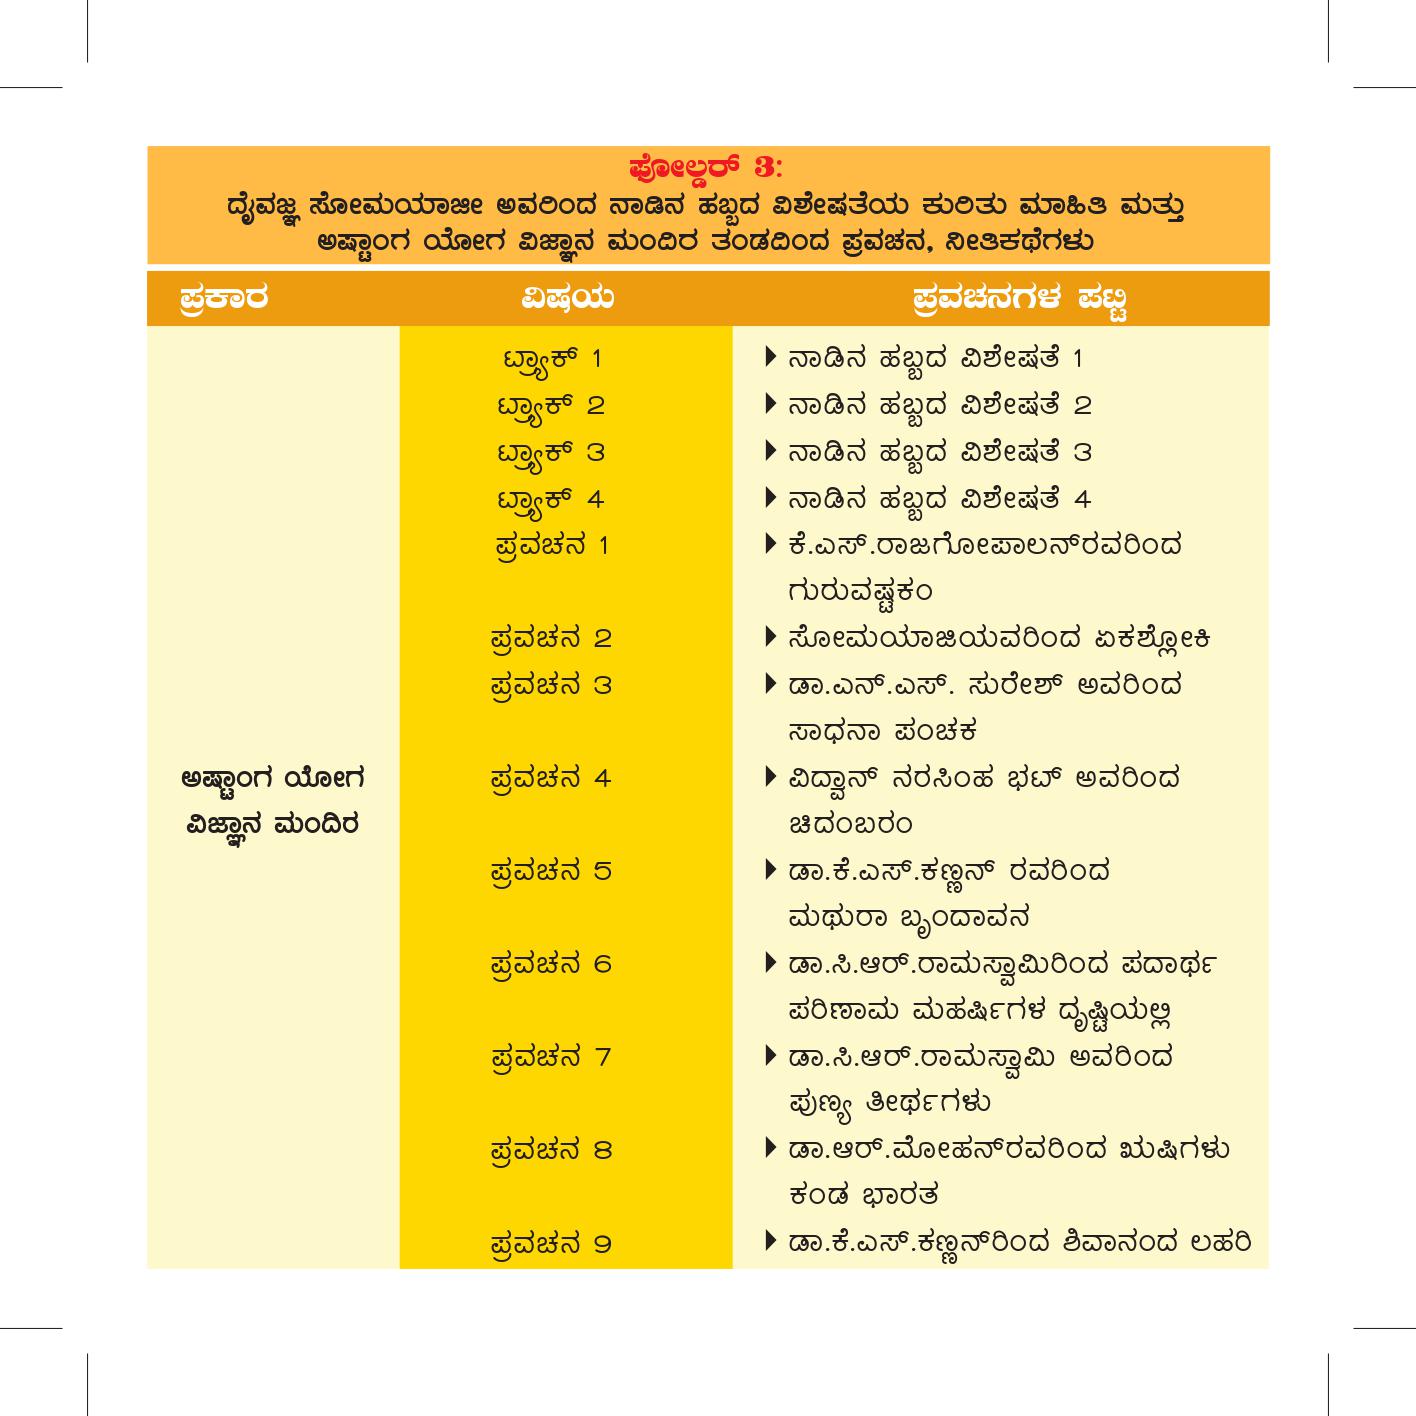 ಫೋಲ್ಡರ್ 3:
ದೈವಜ್ಞ ಸೋಮಯಾಜೀ ಅವರಿಂದ ನಾಡಿನ ಹಬ್ಬದ ವಿಶೇಷತೆಯ ಕುರಿತು ಮಾಹಿತಿ ಮತ್ತು
ಅಷ್ಟಾಂಗ ಯೋಗ ವಿಜ್ಞಾನ ಮಂದಿರ ತಂಡದಿಂದ ಪ್ರವಚನ, ನೀತಿಕಥೆಗಳು
ಪ್ರಕಾರ ವಿಷಯ ಪ್ರವಚನಗಳ ಪಟ್ಟಿ
ಟ್ರ್ಯಾಕ್ 1 ನಾಡಿನ ಹಬ್ಬದ ವಿಶೇಷತೆ 1
ಟ್ರ್ಯಾಕ್ 2 ನಾಡಿನ ಹಬ್ಬದ ವಿಶೇಷತೆ 2
ಟ್ರ್ಯಾಕ್ 3 ನಾಡಿನ ಹಬ್ಬದ ವಿಶೇಷತೆ 3
ಟ್ರ್ಯಾಕ್ 4 ನಾಡಿನ ಹಬ್ಬದ ವಿಶೇಷತೆ 4
ಪ್ರವಚನ 1 ಕೆ.ಎಸ್.ರಾಜಗೋಪಾಲನ್‌ರವರಿಂದ
ಗುರುವಷ್ಟಕಂ
ಪ್ರವಚನ 2 ಸೋಮಯಾಜಿಯವರಿಂದ ಏಕಶ್ಲೋಕಿ
ಪ್ರವಚನ 3 ಡಾ.ಎನ್.ಎಸ್. ಸುರೇಶ್ ಅವರಿಂದ
ಸಾಧನಾ ಪಂಚಕ
ಅಷ್ಟಾಂಗ ಯೋಗ ಪ್ರವಚನ 4 ವಿದ್ವಾನ್ ನರಸಿಂಹ ಭಟ್ ಅವರಿಂದ
ವಿಜ್ಞಾನ ಮಂದಿರ ಚಿದಂಬರಂ
ಪ್ರವಚನ 5 ಡಾ.ಕೆ.ಎಸ್.ಕಣ್ಣನ್ ರವರಿಂದ
ಮಥುರಾ ಬೃಂದಾವನ
ಪ್ರವಚನ 6 ಡಾ.ಸಿ.ಆರ್.ರಾಮಸ್ವಾಮಿರಿಂದ ಪದಾರ್ಥ
ಪರಿಣಾಮ ಮಹರ್ಷಿಗಳ ದೃಷ್ಟಿಯಲ್ಲಿ
ಪ್ರವಚನ 7 ಡಾ.ಸಿ.ಆರ್.ರಾಮಸ್ವಾಮಿ ಅವರಿಂದ
ಪುಣ್ಯ ತೀರ್ಥಗಳು
ಪ್ರವಚನ 8 ಡಾ.ಆರ್.ಮೋಹನ್‌ರವರಿಂದ ಋಷಿಗಳು
ಕಂಡ ಭಾರತ
ಪ್ರವಚನ 9 ಡಾ.ಕೆ.ಎಸ್.ಕಣ್ಣನ್‌ರಿಂದ ಶಿವಾನಂದ ಲಹರಿ